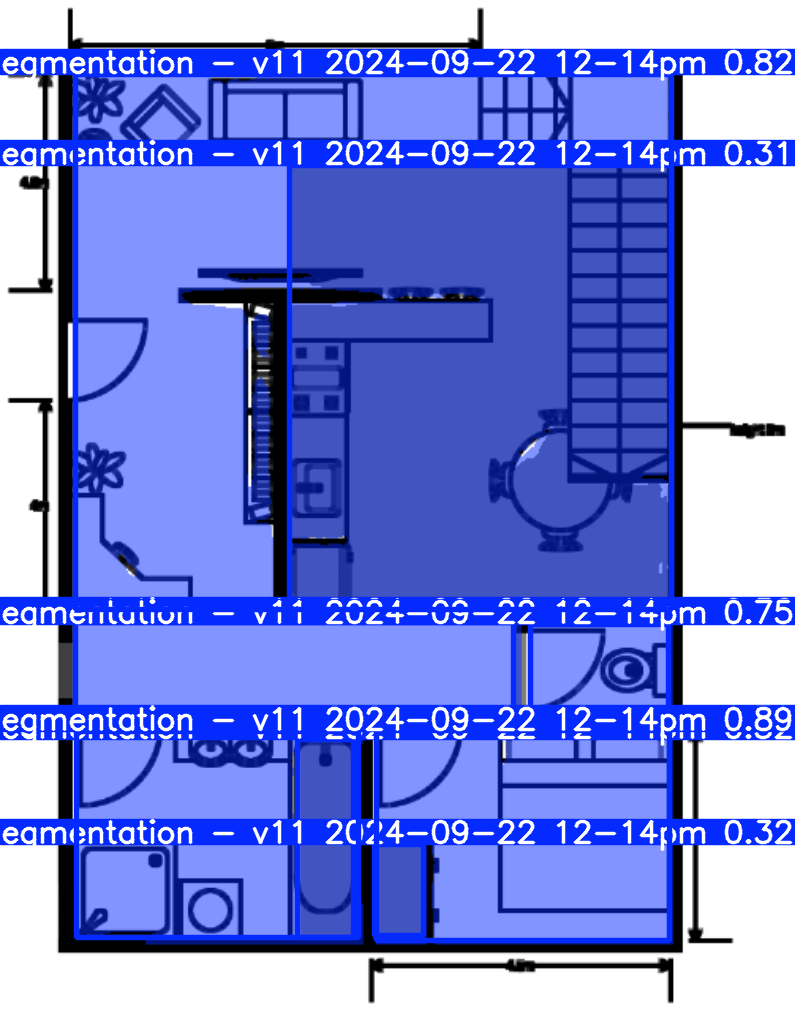 egmentation – v11 2024-09-22 12-14pm 0.82
egmentation – v11 2024-09-22 12-14pm 0.31
egmentation – v11 2024-09-22 12-14pm 0.75
egmentation – v11 2024-09-22 12-14pm 0.89
egmentation – v11 2024-09-22 12-14pm 0.32